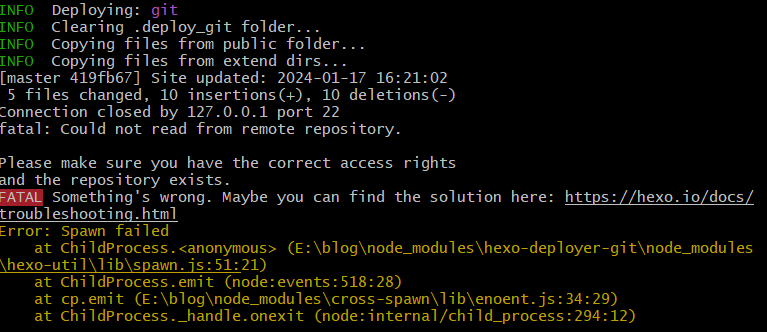 INFO  Deploying: git
INFO  Clearing .deploy_git folder...
INFO  Copying files from public folder...
INFO  Copying files from extend dirs...
[master 419fb67] Site updated: 2024-01-17 16:21:02
 5 files changed, 10 insertions(+), 10 deletions(-)
Connection closed by 127.0.0.1 port 22
fatal: Could not read from remote repository.

Please make sure you have the correct access rights
and the repository exists.
FATAL Something's wrong. Maybe you can find the solution here: https://hexo.io/docs/
troubleshooting.html
Error: Spawn failed
    at ChildProcess.<anonymous> (E:\blog\node_modules\hexo-deployer-git\node_modules
\hexo-util\lib\spawn.js:51:21)
    at ChildProcess.emit (node:events:518:28)
    at cp.emit (E:\blog\node_modules\cross-spawn\lib\enoent.js:34:29)
    at ChildProcess._handle.onexit (node:internal/child_process:294:12)